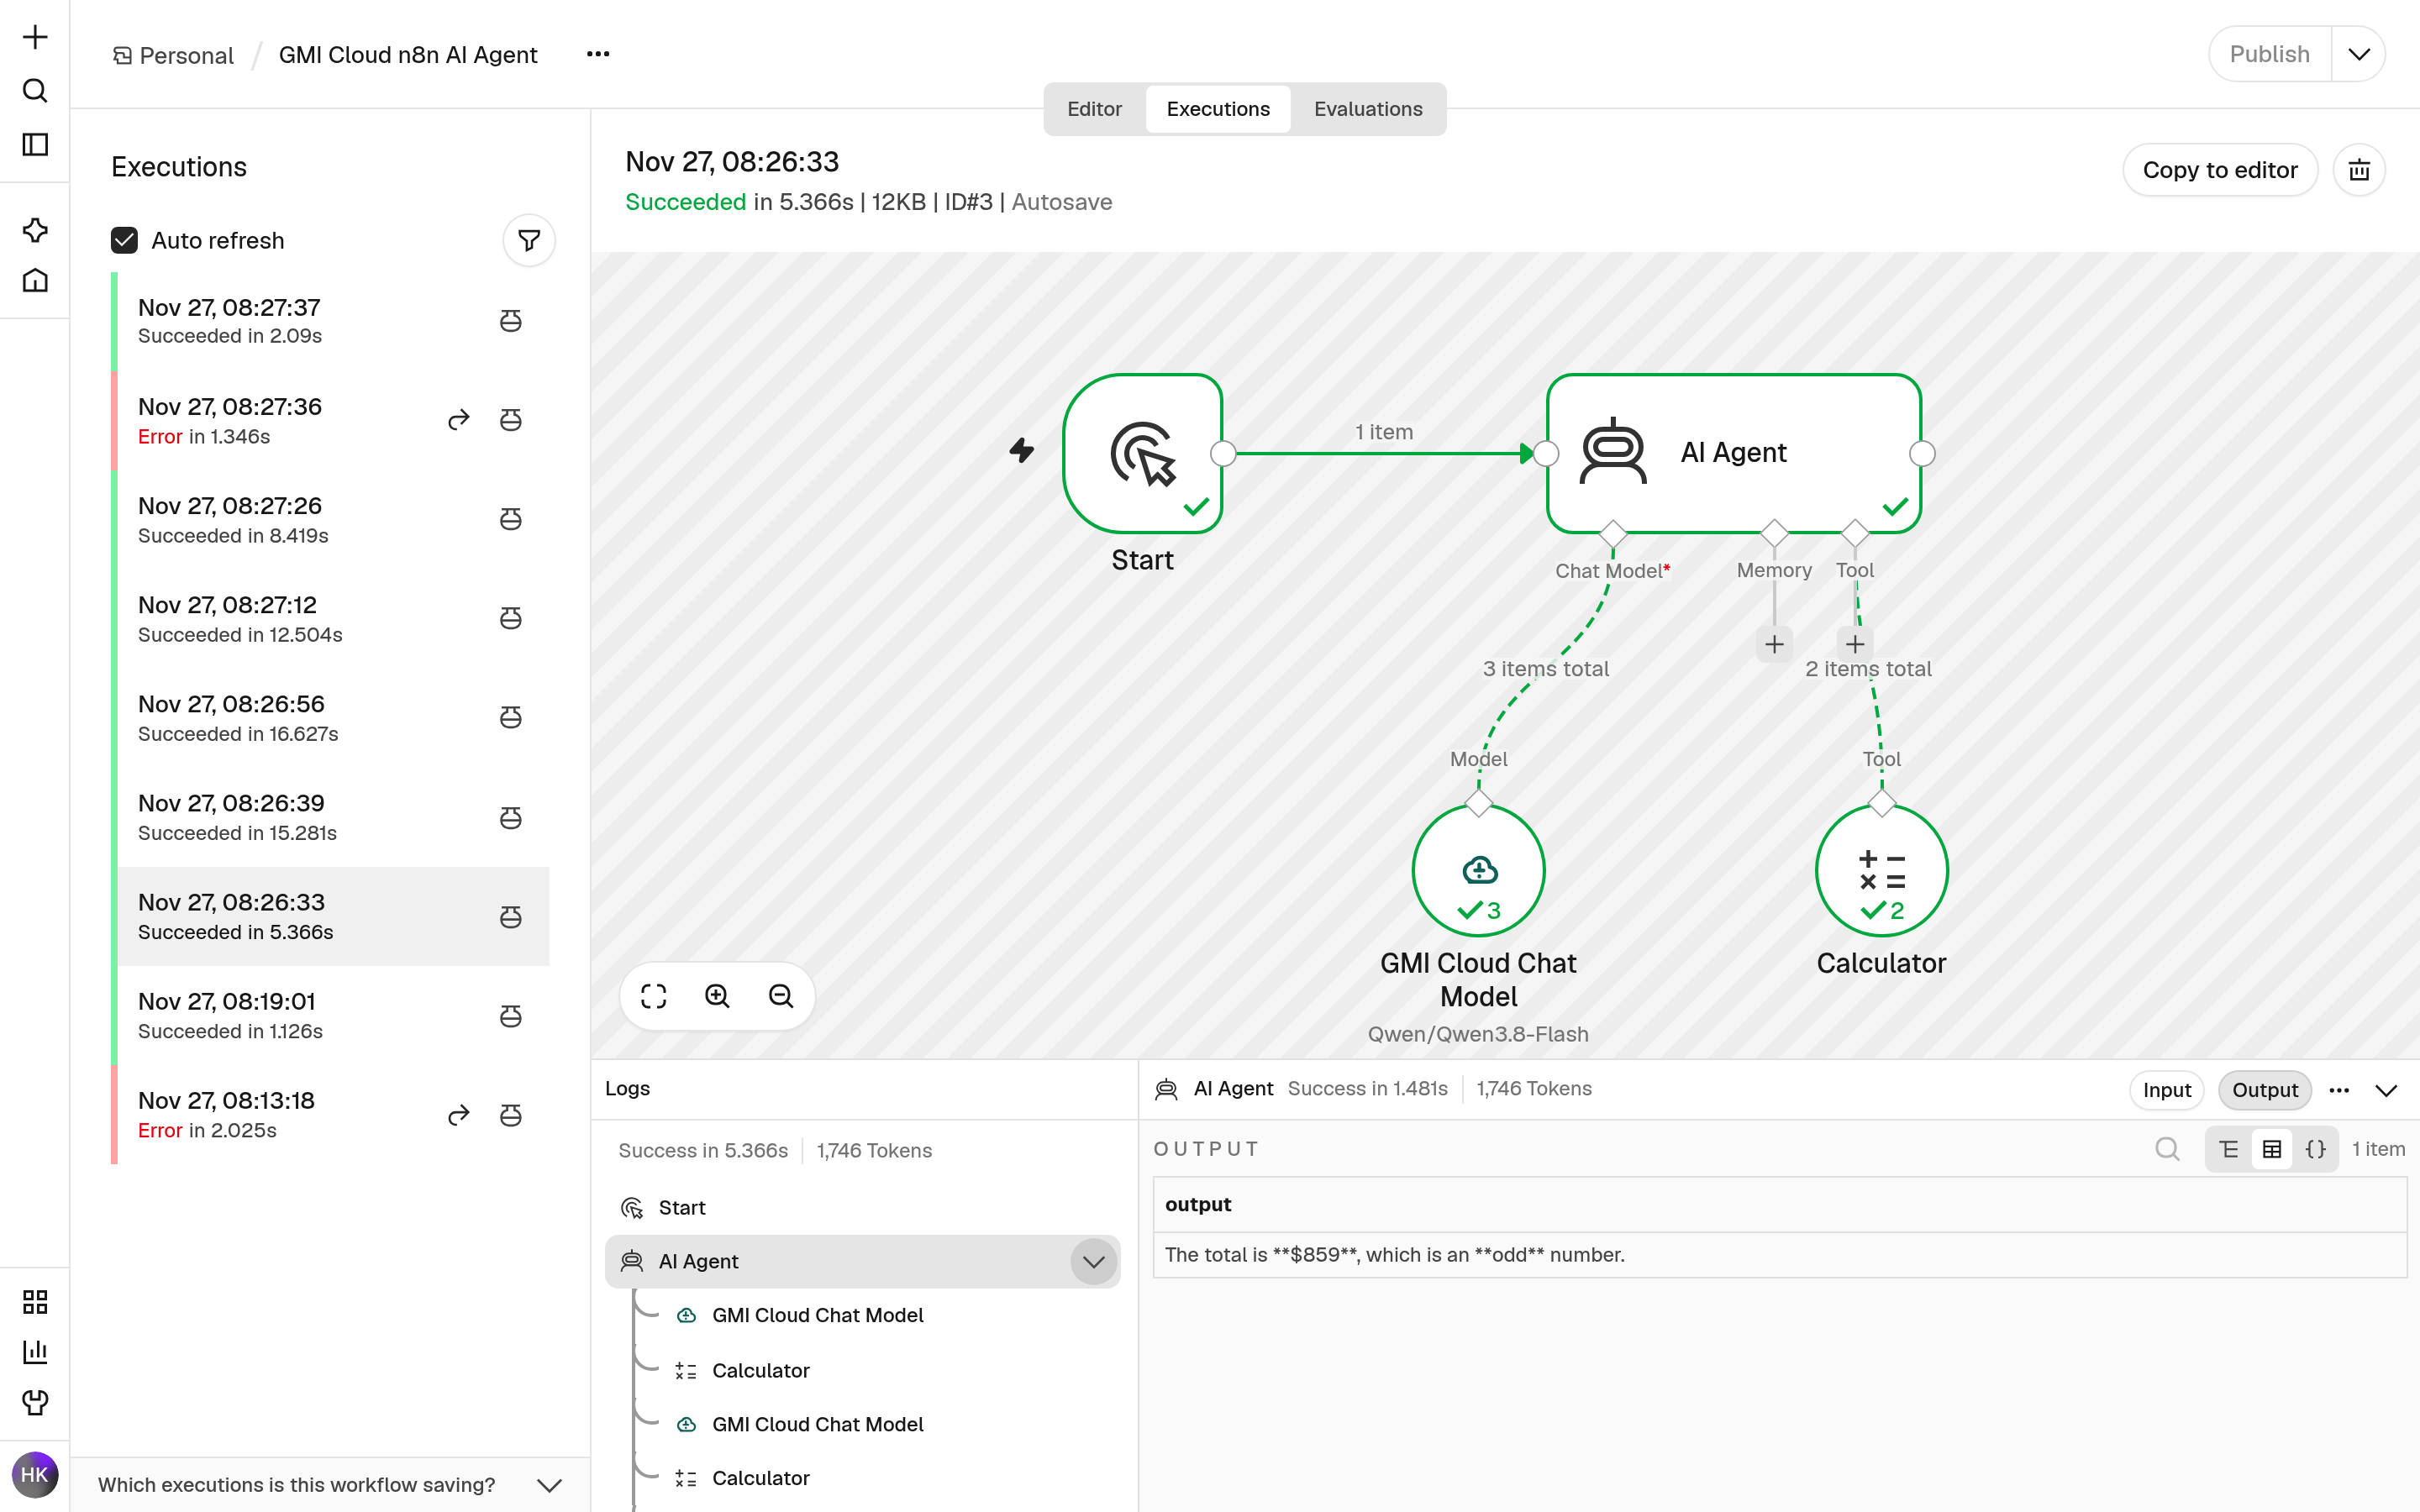 Personal / GMI Cloud n8n AI Agent
Publish
Editor
Executions
Evaluations
Executions
Auto refresh
Nov 27, 08:27:37
Succeeded in 2.09s
Nov 27, 08:27:36
Error in 1.346s
Nov 27, 08:27:26
Succeeded in 8.419s
Nov 27, 08:27:12
Succeeded in 12.504s
Nov 27, 08:26:56
Succeeded in 16.627s
Nov 27, 08:26:39
Succeeded in 15.281s
Nov 27, 08:26:33
Succeeded in 5.366s
Nov 27, 08:19:01
Succeeded in 1.126s
Nov 27, 08:13:18
Error in 2.025s
Which executions is this workflow saving?
HK
Nov 27, 08:26:33
Succeeded in 5.366s | 12KB | ID#3 | Autosave
Copy to editor
1 item
AI Agent
Start
Chat Model*
Memory
Tool
3 items total
2 items total
Model
Tool
3
2
GMI Cloud Chat
Model
Calculator
Qwen/Qwen3.8-Flash
Logs
Success in 5.366s
1,746 Tokens
Start
AI Agent
GMI Cloud Chat Model
Calculator
GMI Cloud Chat Model
Calculator
AI Agent Success in 1.481s 1,746 Tokens
Input
Output
OUTPUT
1 item
output
The total is **$859**, which is an **odd** number.